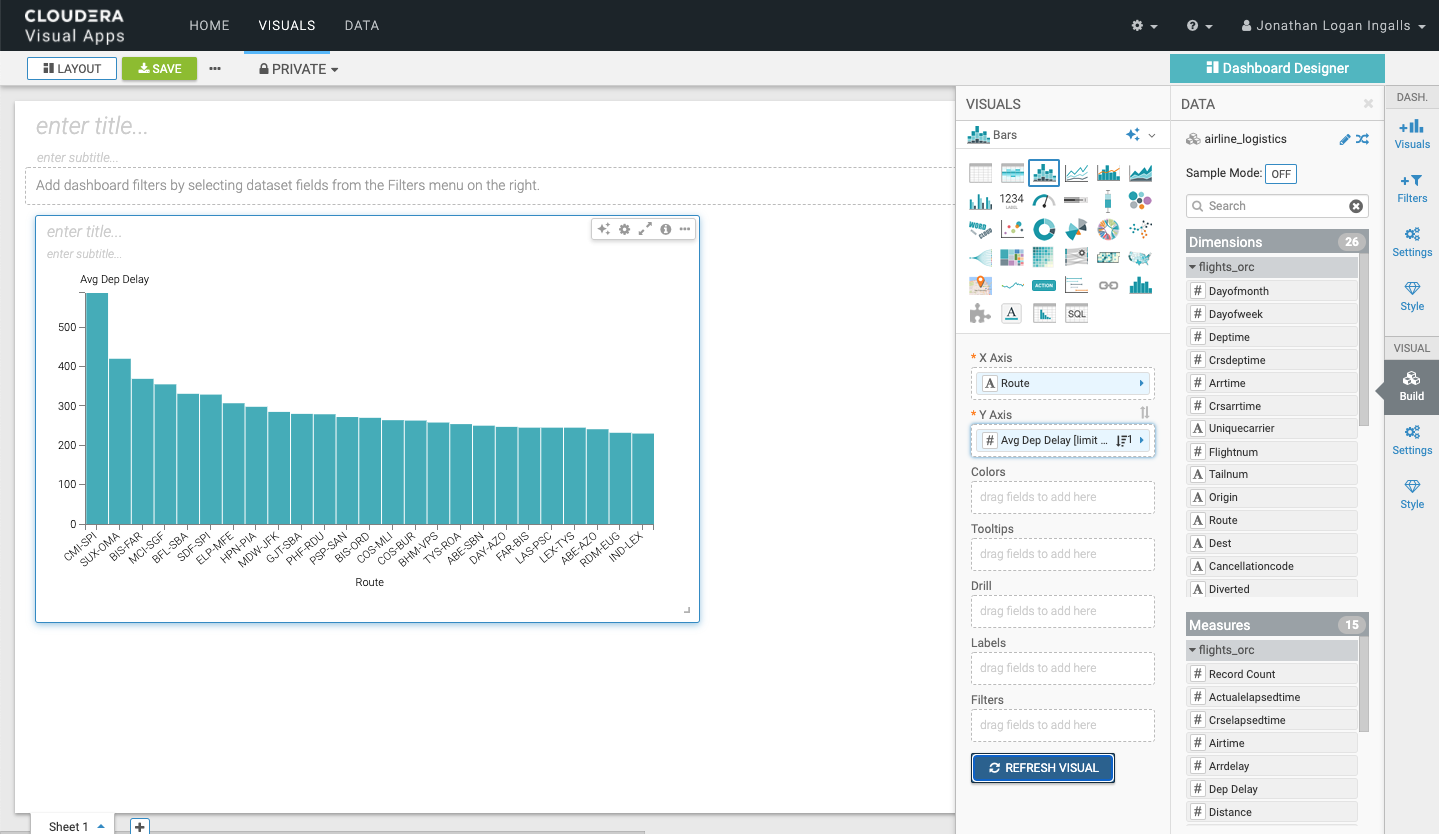 CLOUDERA
Visual Apps
HOME
VISUALS
DATA
Jonathan Logan Ingalls
LAYOUT
SAVE
PRIVATE
Dashboard Designer
enter title...
enter subtitle...
Add dashboard filters by selecting dataset fields from the Filters menu on the right.
enter title...
enter subtitle...
Avg Dep Delay
500
400
300
200
100
0
CMI-SPI
SUX-OMA
BIS-FAR
MCI-SGF
BFL-SBA
SDF-SPI
ELP-MFE
HPN-PIA
MDW-JFK
GJT-SBA
PHF-RDU
PSP-SAN
BIS-ORD
COS-MLI
COS-BUR
BHM-VPS
TYS-ROA
ABE-SBN
DAY-AZO
FAR-BIS
LAS-PSC
LEX-TYS
ABE-AZO
RDM-EUG
IND-LEX
Route
Sheet 1
VISUALS
Bars
1234
LABEL
WORD
CLOUD
ACTION
A
SQL
* X Axis
A Route
* Y Axis
# Avg Dep Delay [limit ... 1
Colors
drag fields to add here
Tooltips
drag fields to add here
Drill
drag fields to add here
Labels
drag fields to add here
Filters
drag fields to add here
REFRESH VISUAL
DATA
airline_logistics
Sample Mode: OFF
Search
Dimensions 26
flights_orc
# Dayofmonth
# Dayofweek
# Deptime
# Crsdeptime
# Arrtime
# Crsarrtime
A Uniquecarrier
# Flightnum
A Tailnum
A Origin
A Route
A Dest
A Cancellationcode
A Diverted
Measures 15
flights_orc
# Record Count
# Actualelapsedtime
# Crselapsedtime
# Airtime
# Arrdelay
# Dep Delay
# Distance
DASH.
Visuals
Filters
Settings
Style
VISUAL
Build
Settings
Style